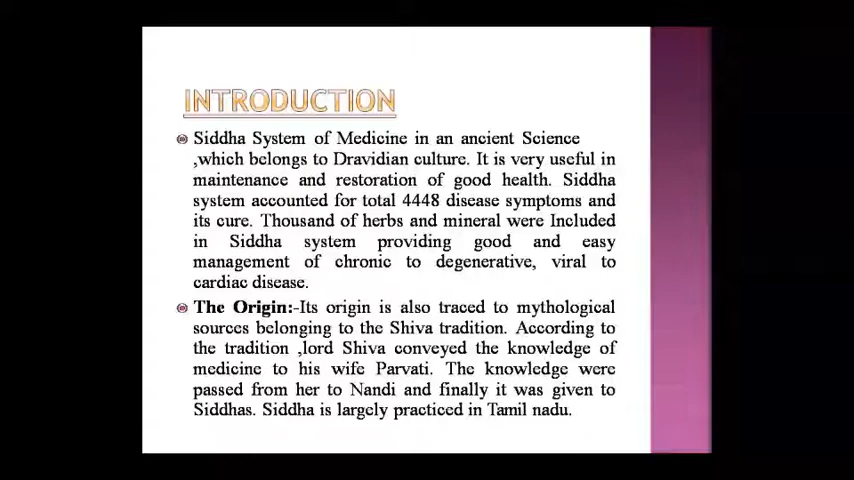 INTRODUCTION
Siddha System of Medicine in an ancient Science
,which belongs to Dravidian culture. It is very useful in
maintenance and restoration of good health. Siddha
system accounted for total 4448 disease symptoms and
its cure. Thousand of herbs and mineral were Included
in Siddha system providing good and easy
management of chronic to degenerative, viral to
cardiac disease.
The Origin:-Its origin is also traced to mythological
sources belonging to the Shiva tradition. According to
the tradition ,lord Shiva conveyed the knowledge of
medicine to his wife Parvati. The knowledge were
passed from her to Nandi and finally it was given to
Siddhas. Siddha is largely practiced in Tamil nadu.